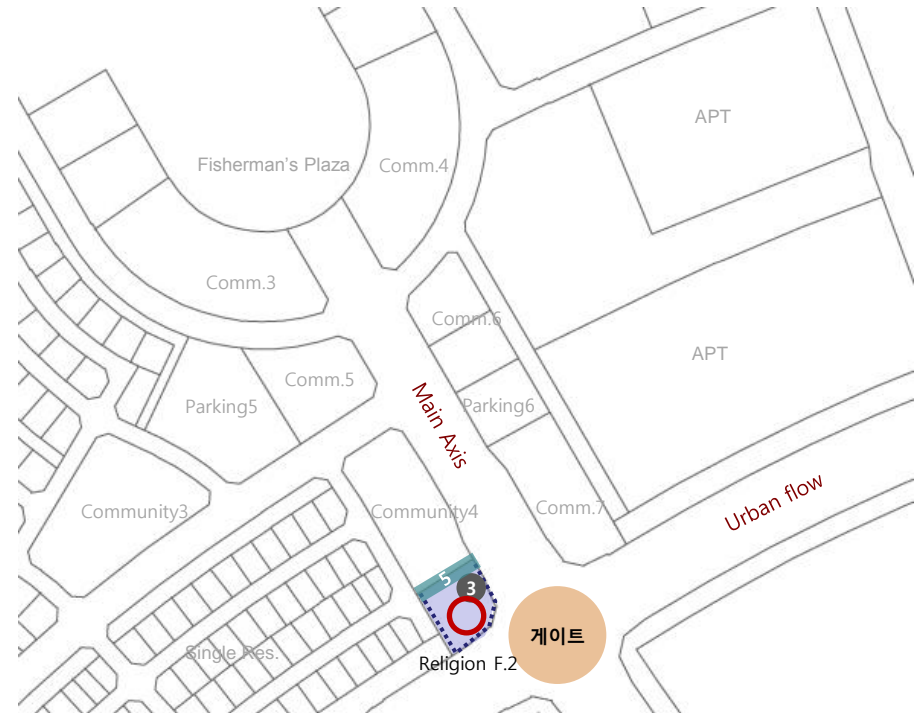 APT
Fisherman's Plaza
Comm.4
Comm.3
Comm.6
APT
Comm.5
Parking5
Main Axis
Parking6
Urban flow
Community3
Community4
Comm.7
5
3
게이트
Single Res.
Religion F.2